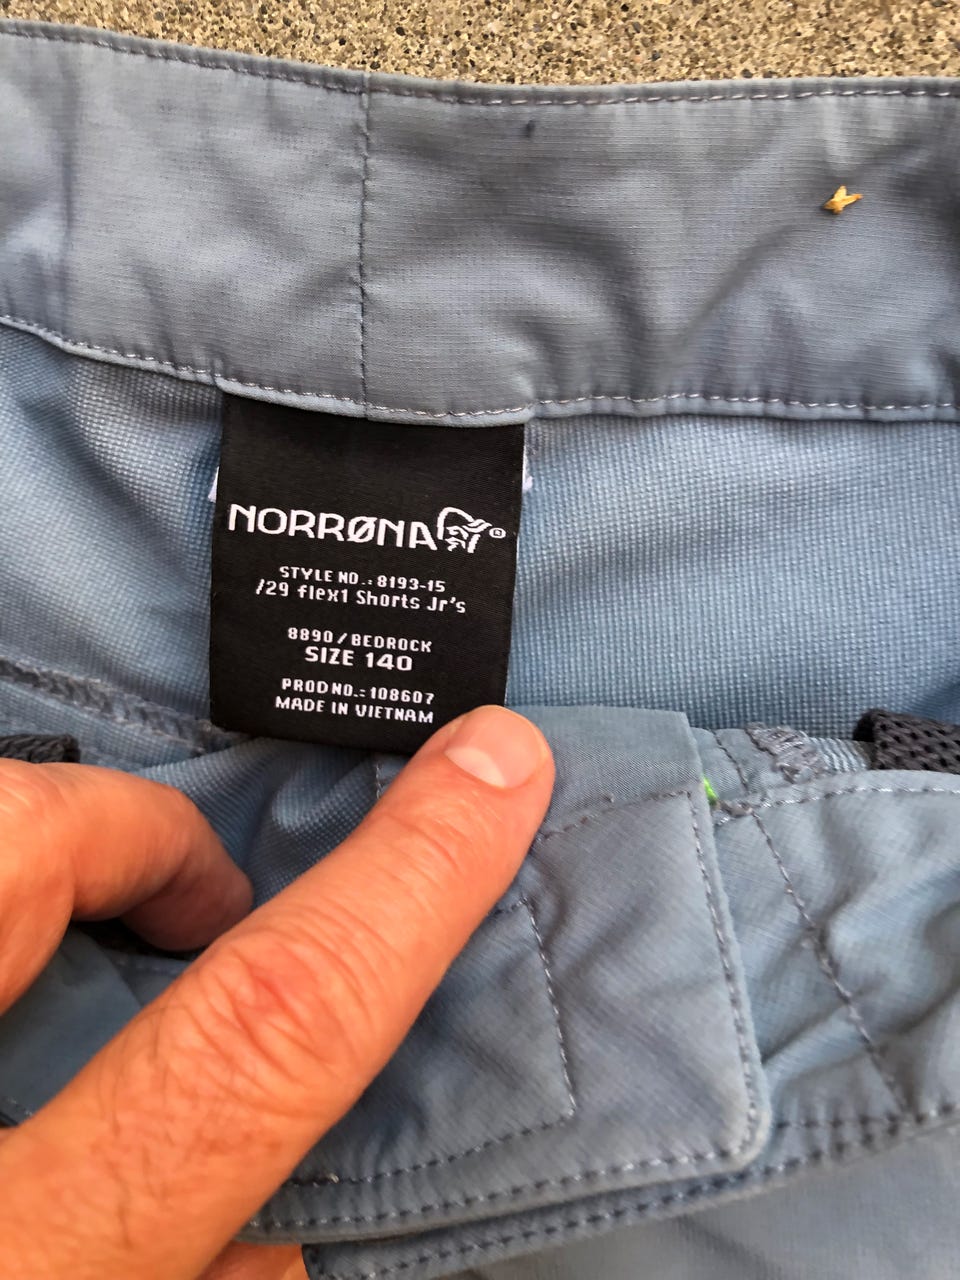 NORRØNA®
STYLE NO.: 8193-15
/29 flex1 Shorts Jr's
8890/BEDROCK
SIZE 140
PROD NO.: 108607
MADE IN VIETNAM